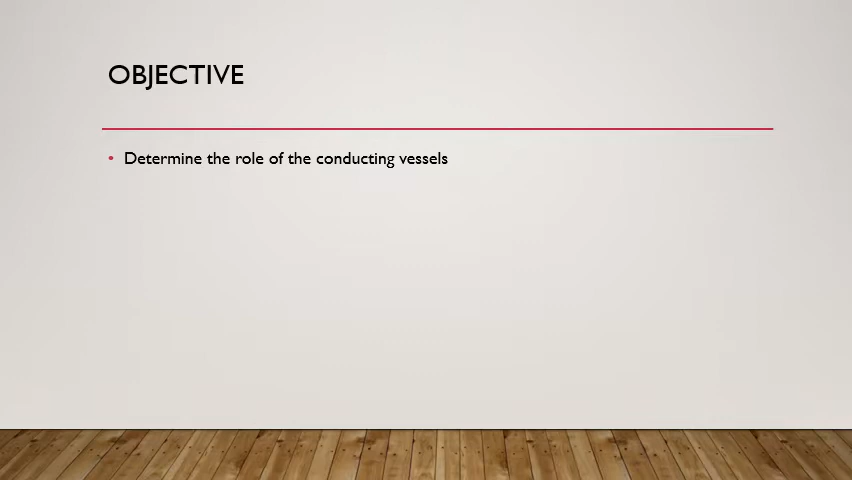 OBJECTIVE
• Determine the role of the conducting vessels